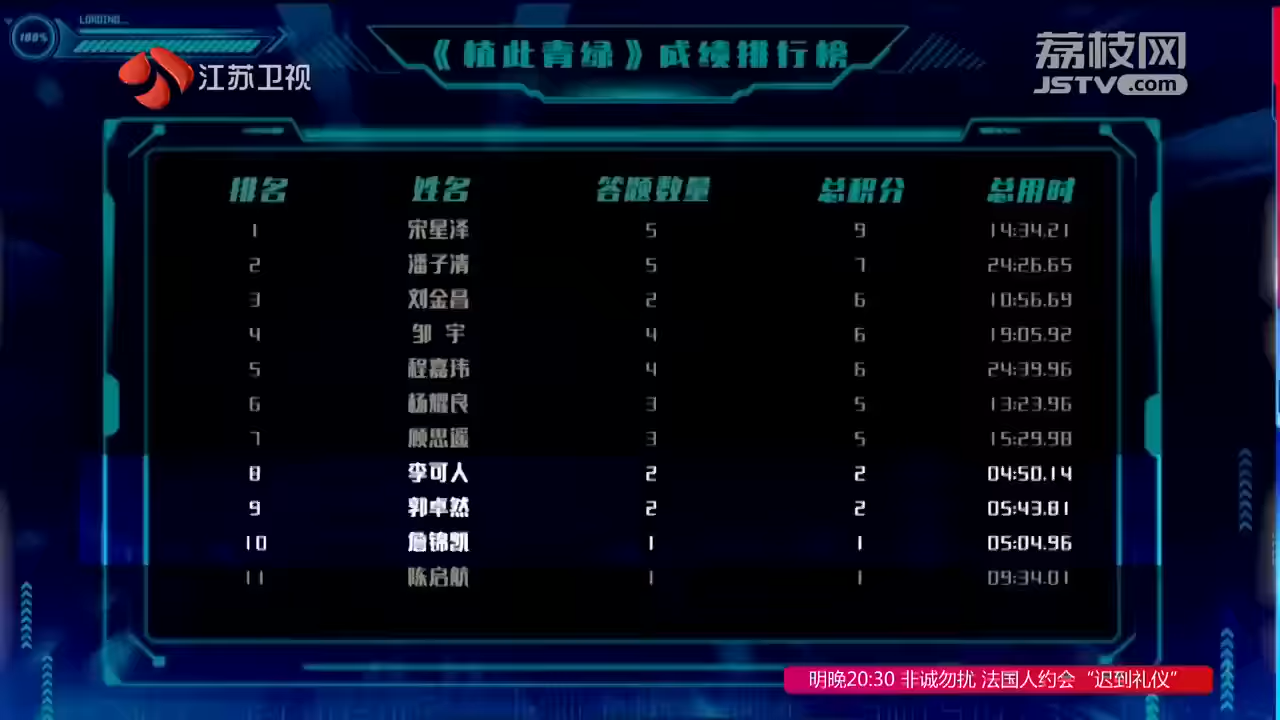 LOADING...
100%
江苏卫视
《植此青绿》成绩排行榜
荔枝网
JSTV.com
排名 姓名 答题数量 总积分 总用时
1 宋星泽 5 9 14:34.21
2 潘子清 5 7 24:26.65
3 刘金昌 2 6 10:56.69
4 邹 宇 4 6 19:05.92
5 程嘉玮 4 6 24:39.96
6 杨耀良 3 5 13:23.96
7 顾思遥 3 5 15:29.98
8 李可人 2 2 04:50.14
9 郭卓然 2 2 05:43.81
10 詹锦凯 1 1 05:04.96
11 陈启航 1 1 09:34.01
明晚20:30 非诚勿扰 法国人约会“迟到礼仪”